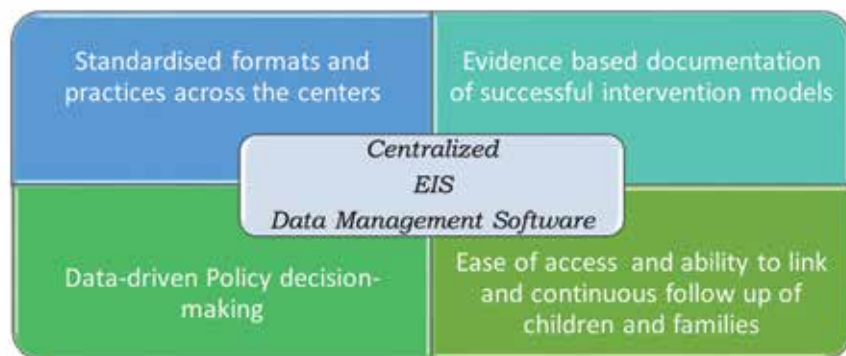 Standardised formats and
practices across the centers
Evidence based documentation
of successful intervention models
Centralized
EIS
Data Management Software
Data-driven Policy decision-
making
Ease of access and ability to link
and continuous follow up of
children and families